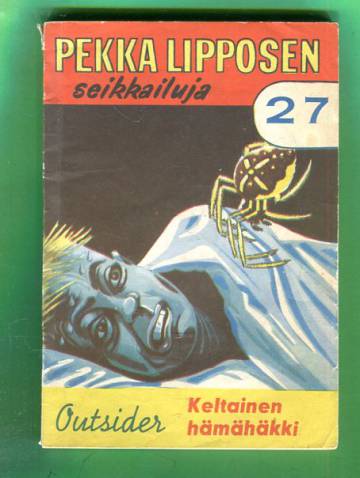 PEKKA LIPPOSEN
seikkailuja
27
Outsider
Keltainen
hämähäkki